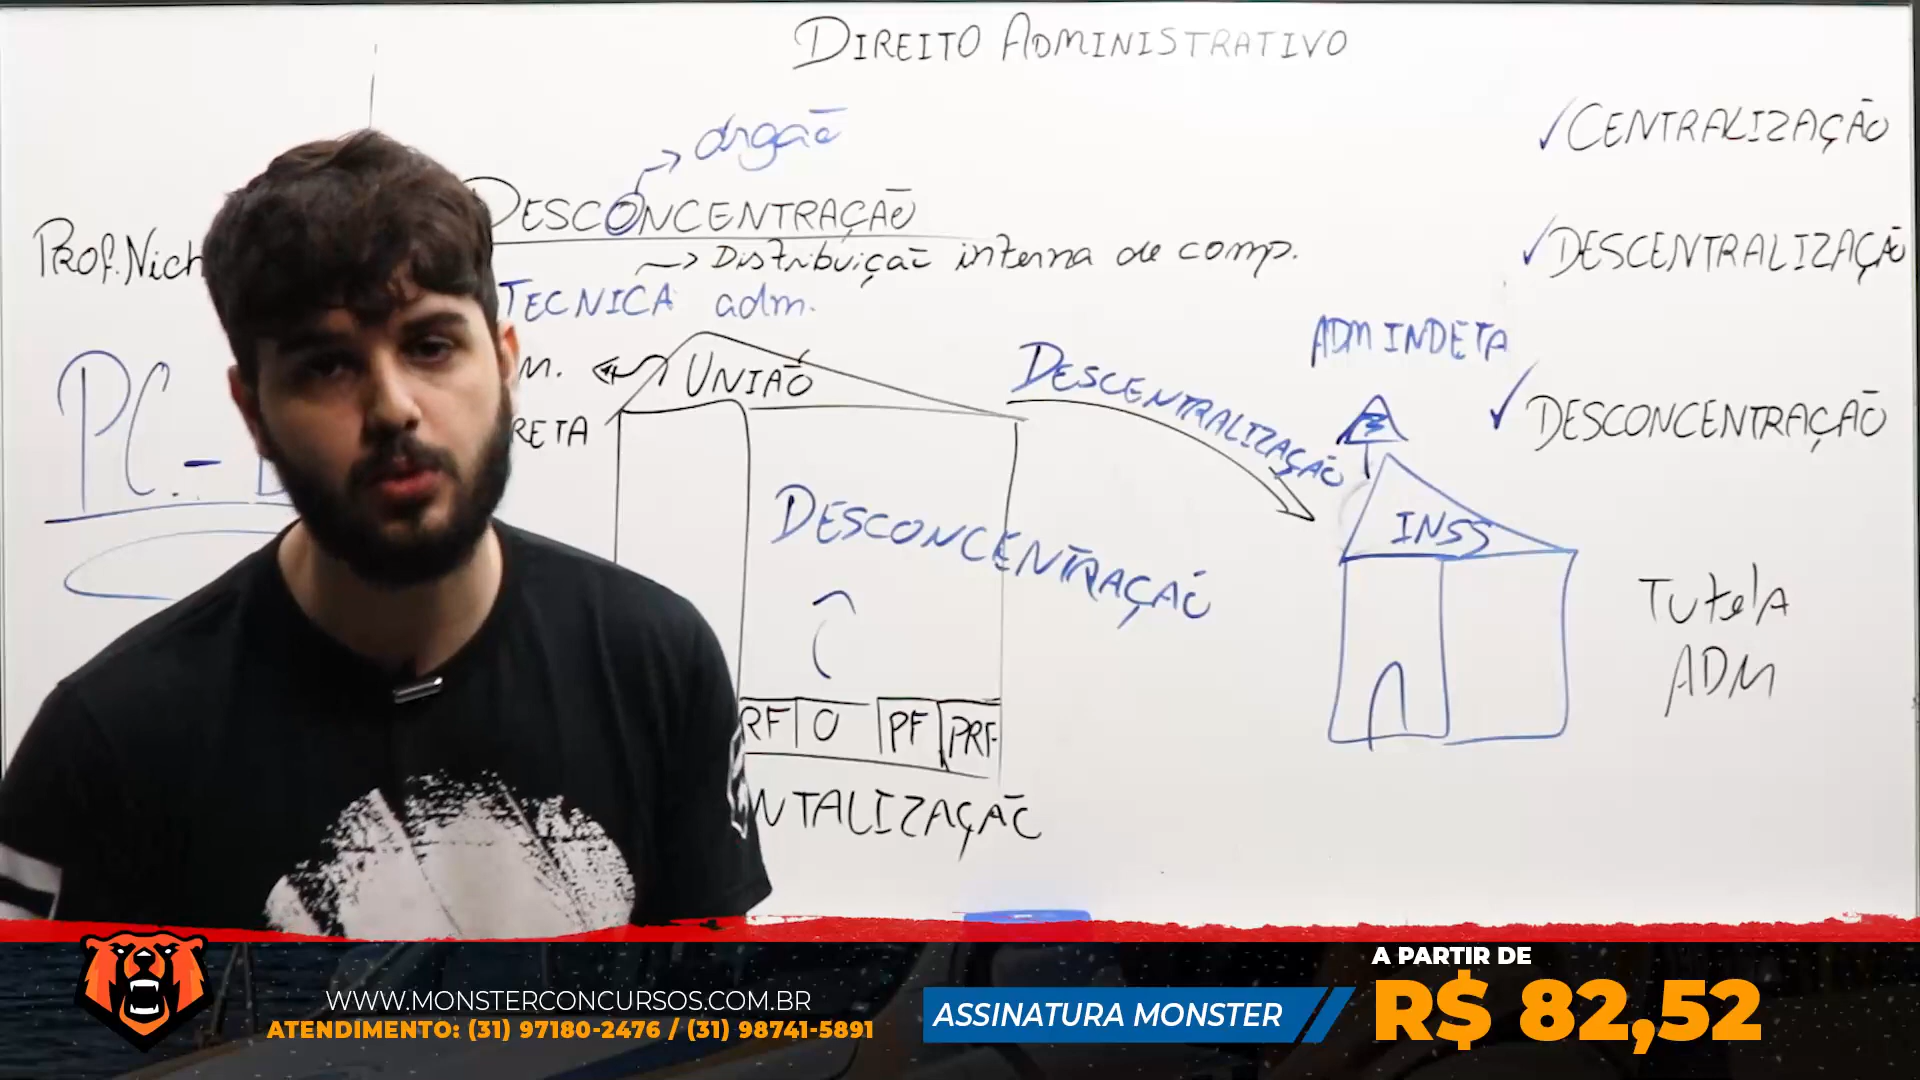 DIREITO ADMINISTRATIVO
✓CENTRALIZAÇÃO
órgão
DESCONCENTRAÇÃO
Prof. Nich
→ Distribuição interna de comp.
✓DESCENTRALIZAÇÃO
TECNICA adm.
ADM INDETA
M.
UNIÃO
DESCENTRALIZAÇÃO
RETA
✓DESCONCENTRAÇÃO
PC. -
DESCONCENTRAÇÃO
INSS
TUTELA
ADM
RF O PF PRF
NTALIZAÇÃO
A PARTIR DE
WWW.MONSTERCONCURSOS.COM.BR
ASSINATURA MONSTER
R$ 82,52
ATENDIMENTO: (31) 97180-2476 / (31) 98741-5891